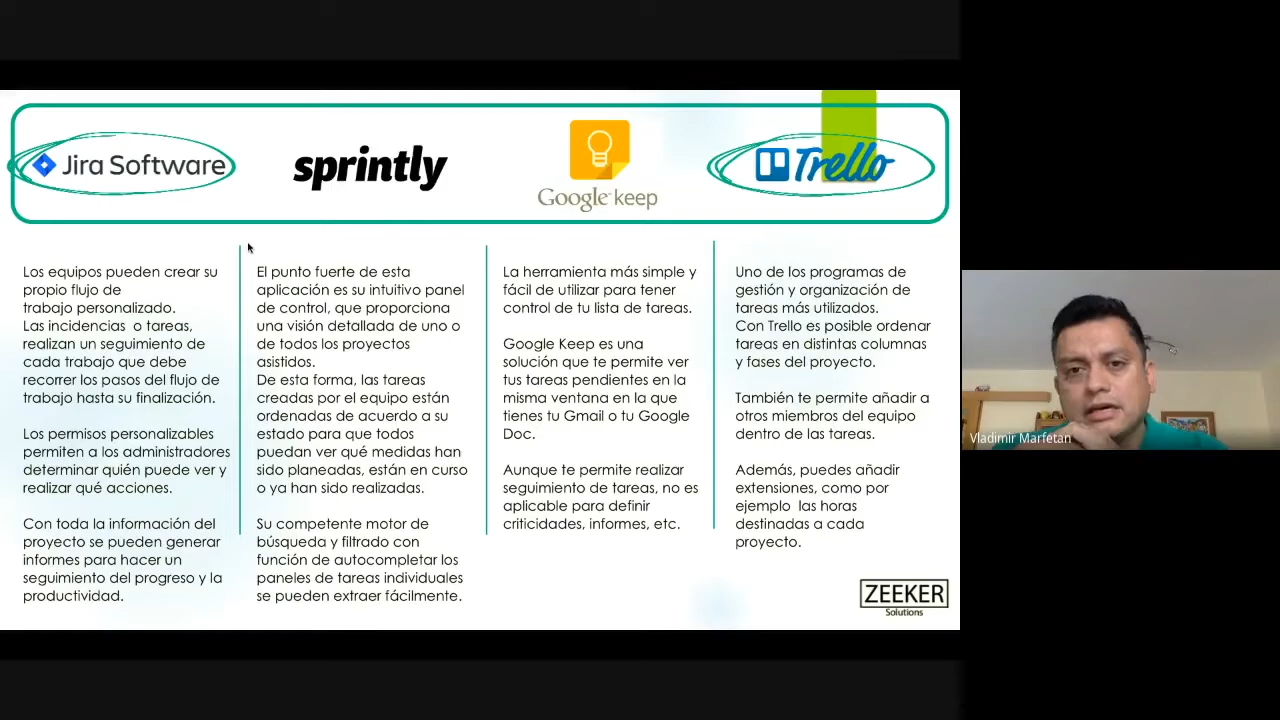 Jira Software
sprintly
Google keep
Trello
Los equipos pueden crear su
propio flujo de
trabajo personalizado.
Las incidencias o tareas,
realizan un seguimiento de
cada trabajo que debe
recorrer los pasos del flujo de
trabajo hasta su finalización.
Los permisos personalizables
permiten a los administradores
determinar quién puede ver y
realizar qué acciones.
Con toda la información del
proyecto se pueden generar
informes para hacer un
seguimiento del progreso y la
productividad.
El punto fuerte de esta
aplicación es su intuitivo panel
de control, que proporciona
una visión detallada de uno o
de todos los proyectos
asistidos.
De esta forma, las tareas
creadas por el equipo están
ordenadas de acuerdo a su
estado para que todos
puedan ver qué medidas han
sido planeadas, están en curso
o ya han sido realizadas.
Su competente motor de
búsqueda y filtrado con
función de autocompletar los
paneles de tareas individuales
se pueden extraer fácilmente.
La herramienta más simple y
fácil de utilizar para tener
control de tu lista de tareas.
Google Keep es una
solución que te permite ver
tus tareas pendientes en la
misma ventana en la que
tienes tu Gmail o tu Google
Doc.
Aunque te permite realizar
seguimiento de tareas, no es
aplicable para definir
criticidades, informes, etc.
Uno de los programas de
gestión y organización de
tareas más utilizados.
Con Trello es posible ordenar
tareas en distintas columnas
y fases del proyecto.
También te permite añadir a
otros miembros del equipo
dentro de las tareas.
Además, puedes añadir
extensiones, como por
ejemplo las horas
destinadas a cada
proyecto.
ZEEKER
Solutions
Vladimir Marfetan